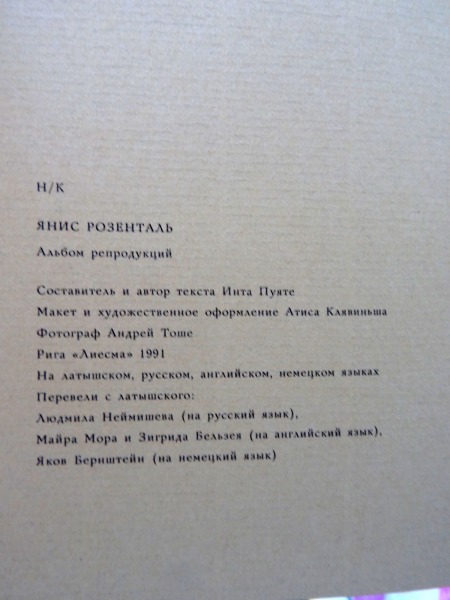 Н/К
ЯНИС РОЗЕНТАЛЬ
Альбом репродукций
Составитель и автор текста Инта Пуяте
Макет и художественное оформление Атиса Клявиньша
Фотограф Андрей Тоше
Рига «Лиесма» 1991
На латышском, русском, английском, немецком языках
Перевели с латышского:
Людмила Неймишева (на русский язык),
Майра Мора и Зигрида Бельзея (на английский язык),
Яков Бернштейн (на немецкий язык)